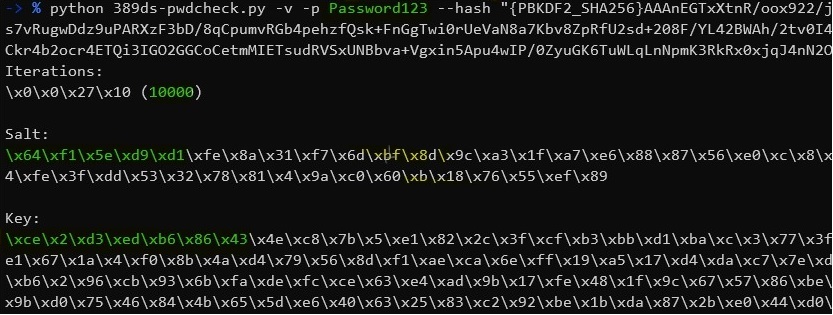 -> % python 389ds-pwdcheck.py -v -p Password123 --hash "{PBKDF2_SHA256}AAAnEGTxXtnR/oox922/j
s7vRugwDdz9uPARXzF3bD/8qCpumvRGb4pehzfQsk+FnGgTwi0rUeVaN8a7Kbv8ZpRfU2sd+208F/YL42BWAh/2tv0I4
Ckr4b2ocr4ETQi3IGO2GGCoCetmMIETsudRVSxUNBbva+Vgxin5Apu4wIP/0ZyuGK6TuWLqLnNpmK3RkRx0xjqJ4nN2O
Iterations:
\x0\x0\x27\x10 (10000)
Salt:
\x64\xf1\x5e\xd9\xd1\xfe\x8a\x31\xf7\x6d\xbf\x8d\x9c\xa3\x1f\xa7\xe6\x88\x87\x56\xe0\xc\x8\x
4\xfe\x3f\xdd\x53\x32\x78\x81\x4\x9a\xc0\x60\xb\x18\x76\x55\xef\x89
Key:
\xce\x2\xd3\xed\xb6\x86\x43\x4e\xc8\x7b\x5\xe1\x82\x2c\x3f\xcf\xb3\xbb\xd1\xba\xc\x3\x77\x3f
e1\x67\x1a\x4\xf0\x8b\x4a\xd4\x79\x56\x8d\xf1\xae\xca\x6e\xff\x19\xa5\x17\xd4\xda\xc7\x7e\xd
\xb6\x2\x96\xcb\x93\x6b\xfa\xde\xfc\xce\x63\xe4\xad\x9b\x17\xfe\x48\x1f\x9c\x67\x57\x86\xbe\
x9b\xd0\x75\x46\x84\x4b\x65\x5d\xe6\x40\x63\x25\x83\xc2\x92\xbe\x1b\xda\x87\x2b\xe0\x44\xd0\